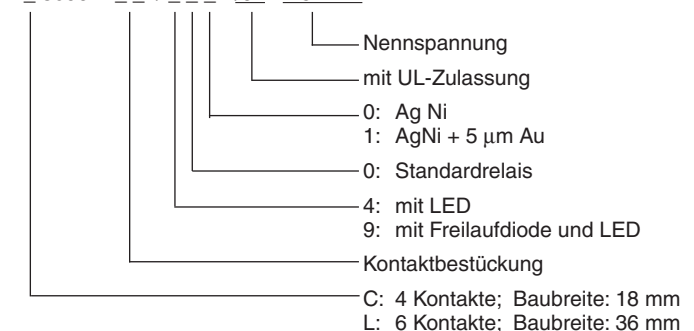 Nennspannung
mit UL-Zulassung
0: Ag Ni
1: AgNi + 5 μm Au
0: Standardrelais
4: mit LED
9: mit Freilaufdiode und LED
Kontaktbestückung
C: 4 Kontakte; Baubreite: 18 mm
L: 6 Kontakte; Baubreite: 36 mm